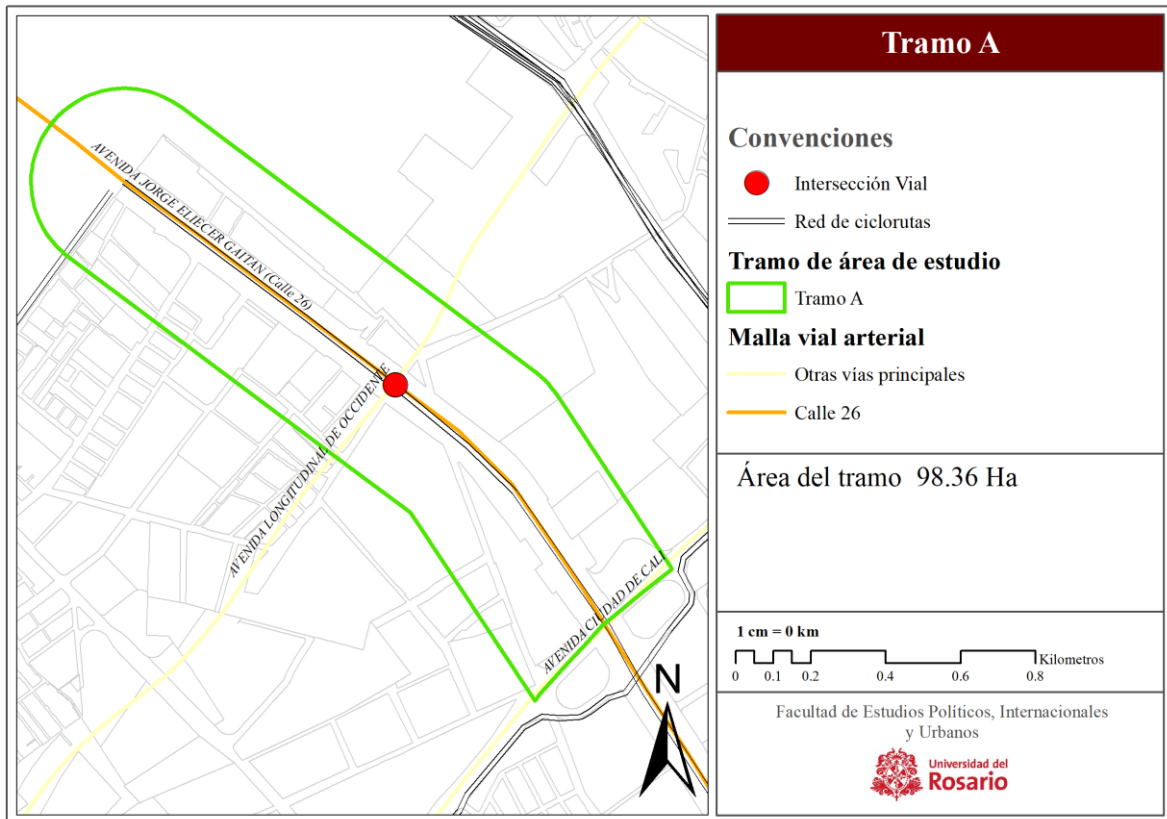 Tramo A
AVENIDA JORGE ELIECER GAITAN (Calle 26)
AVENIDA LONGITUDINAL DE OCCIDENTE
AVENIDA CIUDAD DE CALI
N
Convenciones
Intersección Vial
Red de ciclorutas
Tramo de área de estudio
Tramo A
Malla vial arterial
Otras vías principales
Calle 26
Área del tramo 98.36 Ha
1 cm = 0 km
Kilometros
0 0.1 0.2 0.4 0.6 0.8
Facultad de Estudios Políticos, Internacionales
y Urbanos
Universidad del
Rosario